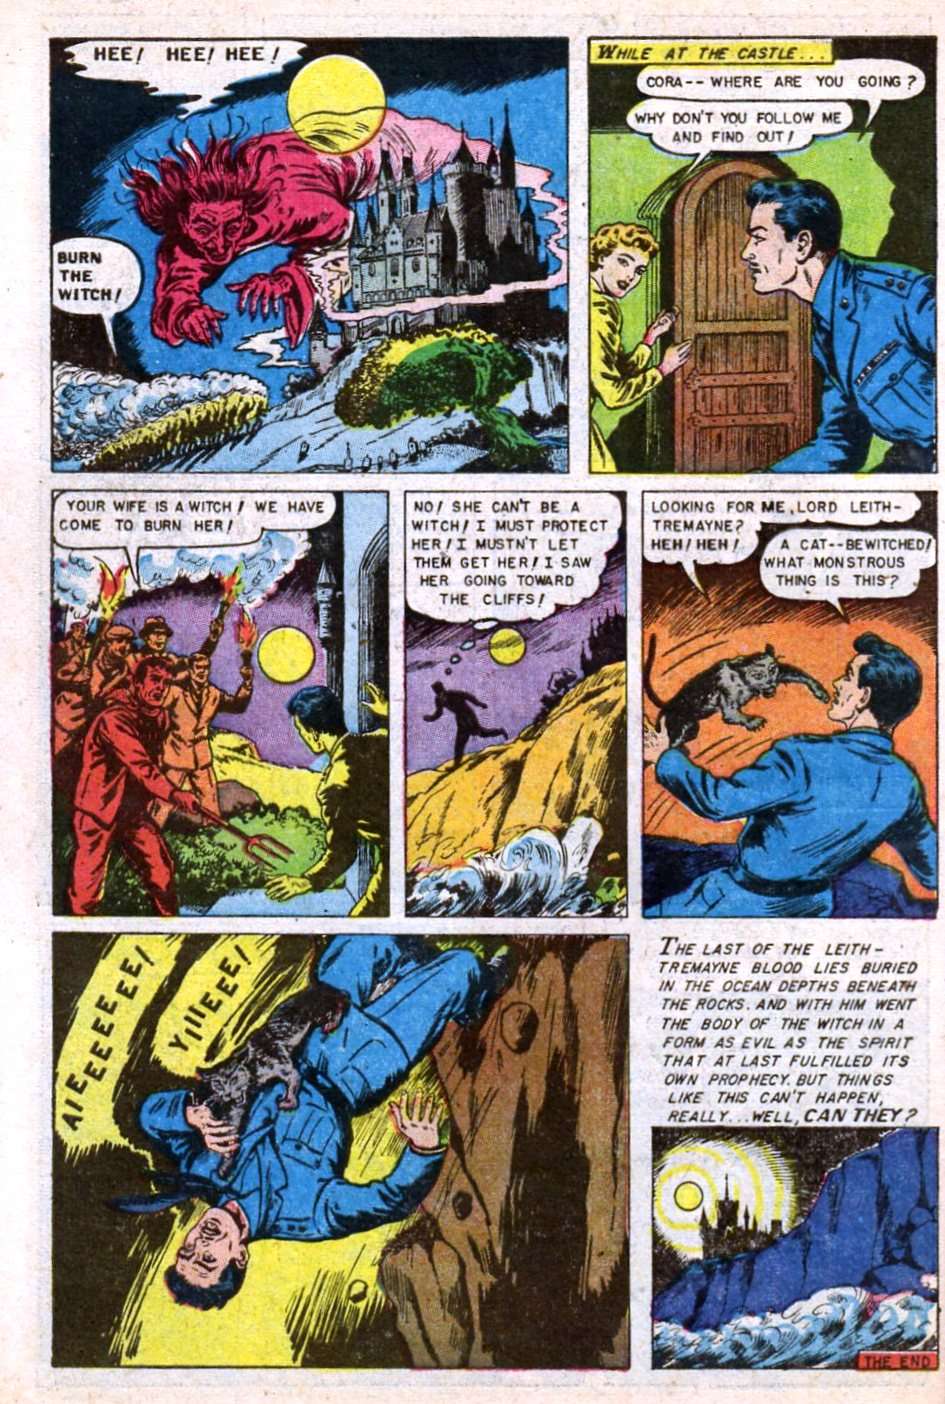 HEE! HEE! HEE!
BURN
THE
WITCH!
WHILE AT THE CASTLE...
CORA-- WHERE ARE YOU GOING?
WHY DON'T YOU FOLLOW ME
AND FIND OUT!
YOUR WIFE IS A WITCH! WE HAVE
COME TO BURN HER!
NO! SHE CAN'T BE A
WITCH! I MUST PROTECT
HER! I MUSTN'T LET
THEM GET HER! I SAW
HER GOING TOWARD
THE CLIFFS!
LOOKING FOR ME, LORD LEITH-
TREMAYNE?
HEH! HEH!
A CAT--BEWITCHED!
WHAT MONSTROUS
THING IS THIS?
AIE-EEEEEE!
YIIIEEE!
THE LAST OF THE LEITH-
TREMAYNE BLOOD LIES BURIED
IN THE OCEAN DEPTHS BENEATH
THE ROCKS. AND WITH HIM WENT
THE BODY OF THE WITCH IN A
FORM AS EVIL AS THE SPIRIT
THAT AT LAST FULFILLED ITS
OWN PROPHECY. BUT THINGS
LIKE THIS CAN'T HAPPEN,
REALLY...WELL, CAN THEY?
THE END